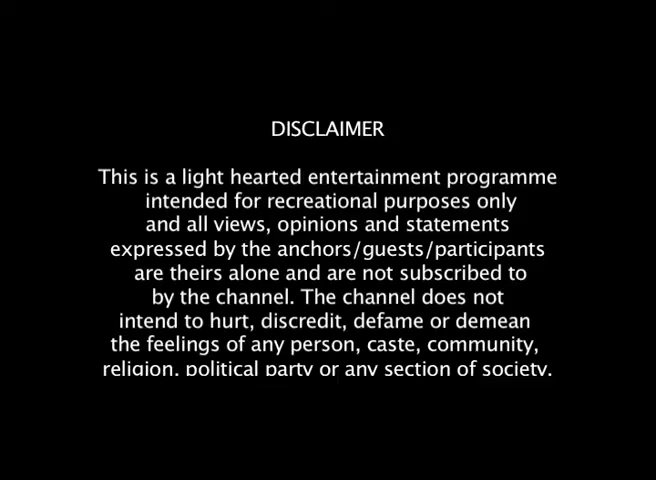 DISCLAIMER
This is a light hearted entertainment programme
intended for recreational purposes only
and all views, opinions and statements
expressed by the anchors/guests/participants
are theirs alone and are not subscribed to
by the channel. The channel does not
intend to hurt, discredit, defame or demean
the feelings of any person, caste, community,
religion, political party or any section of society.